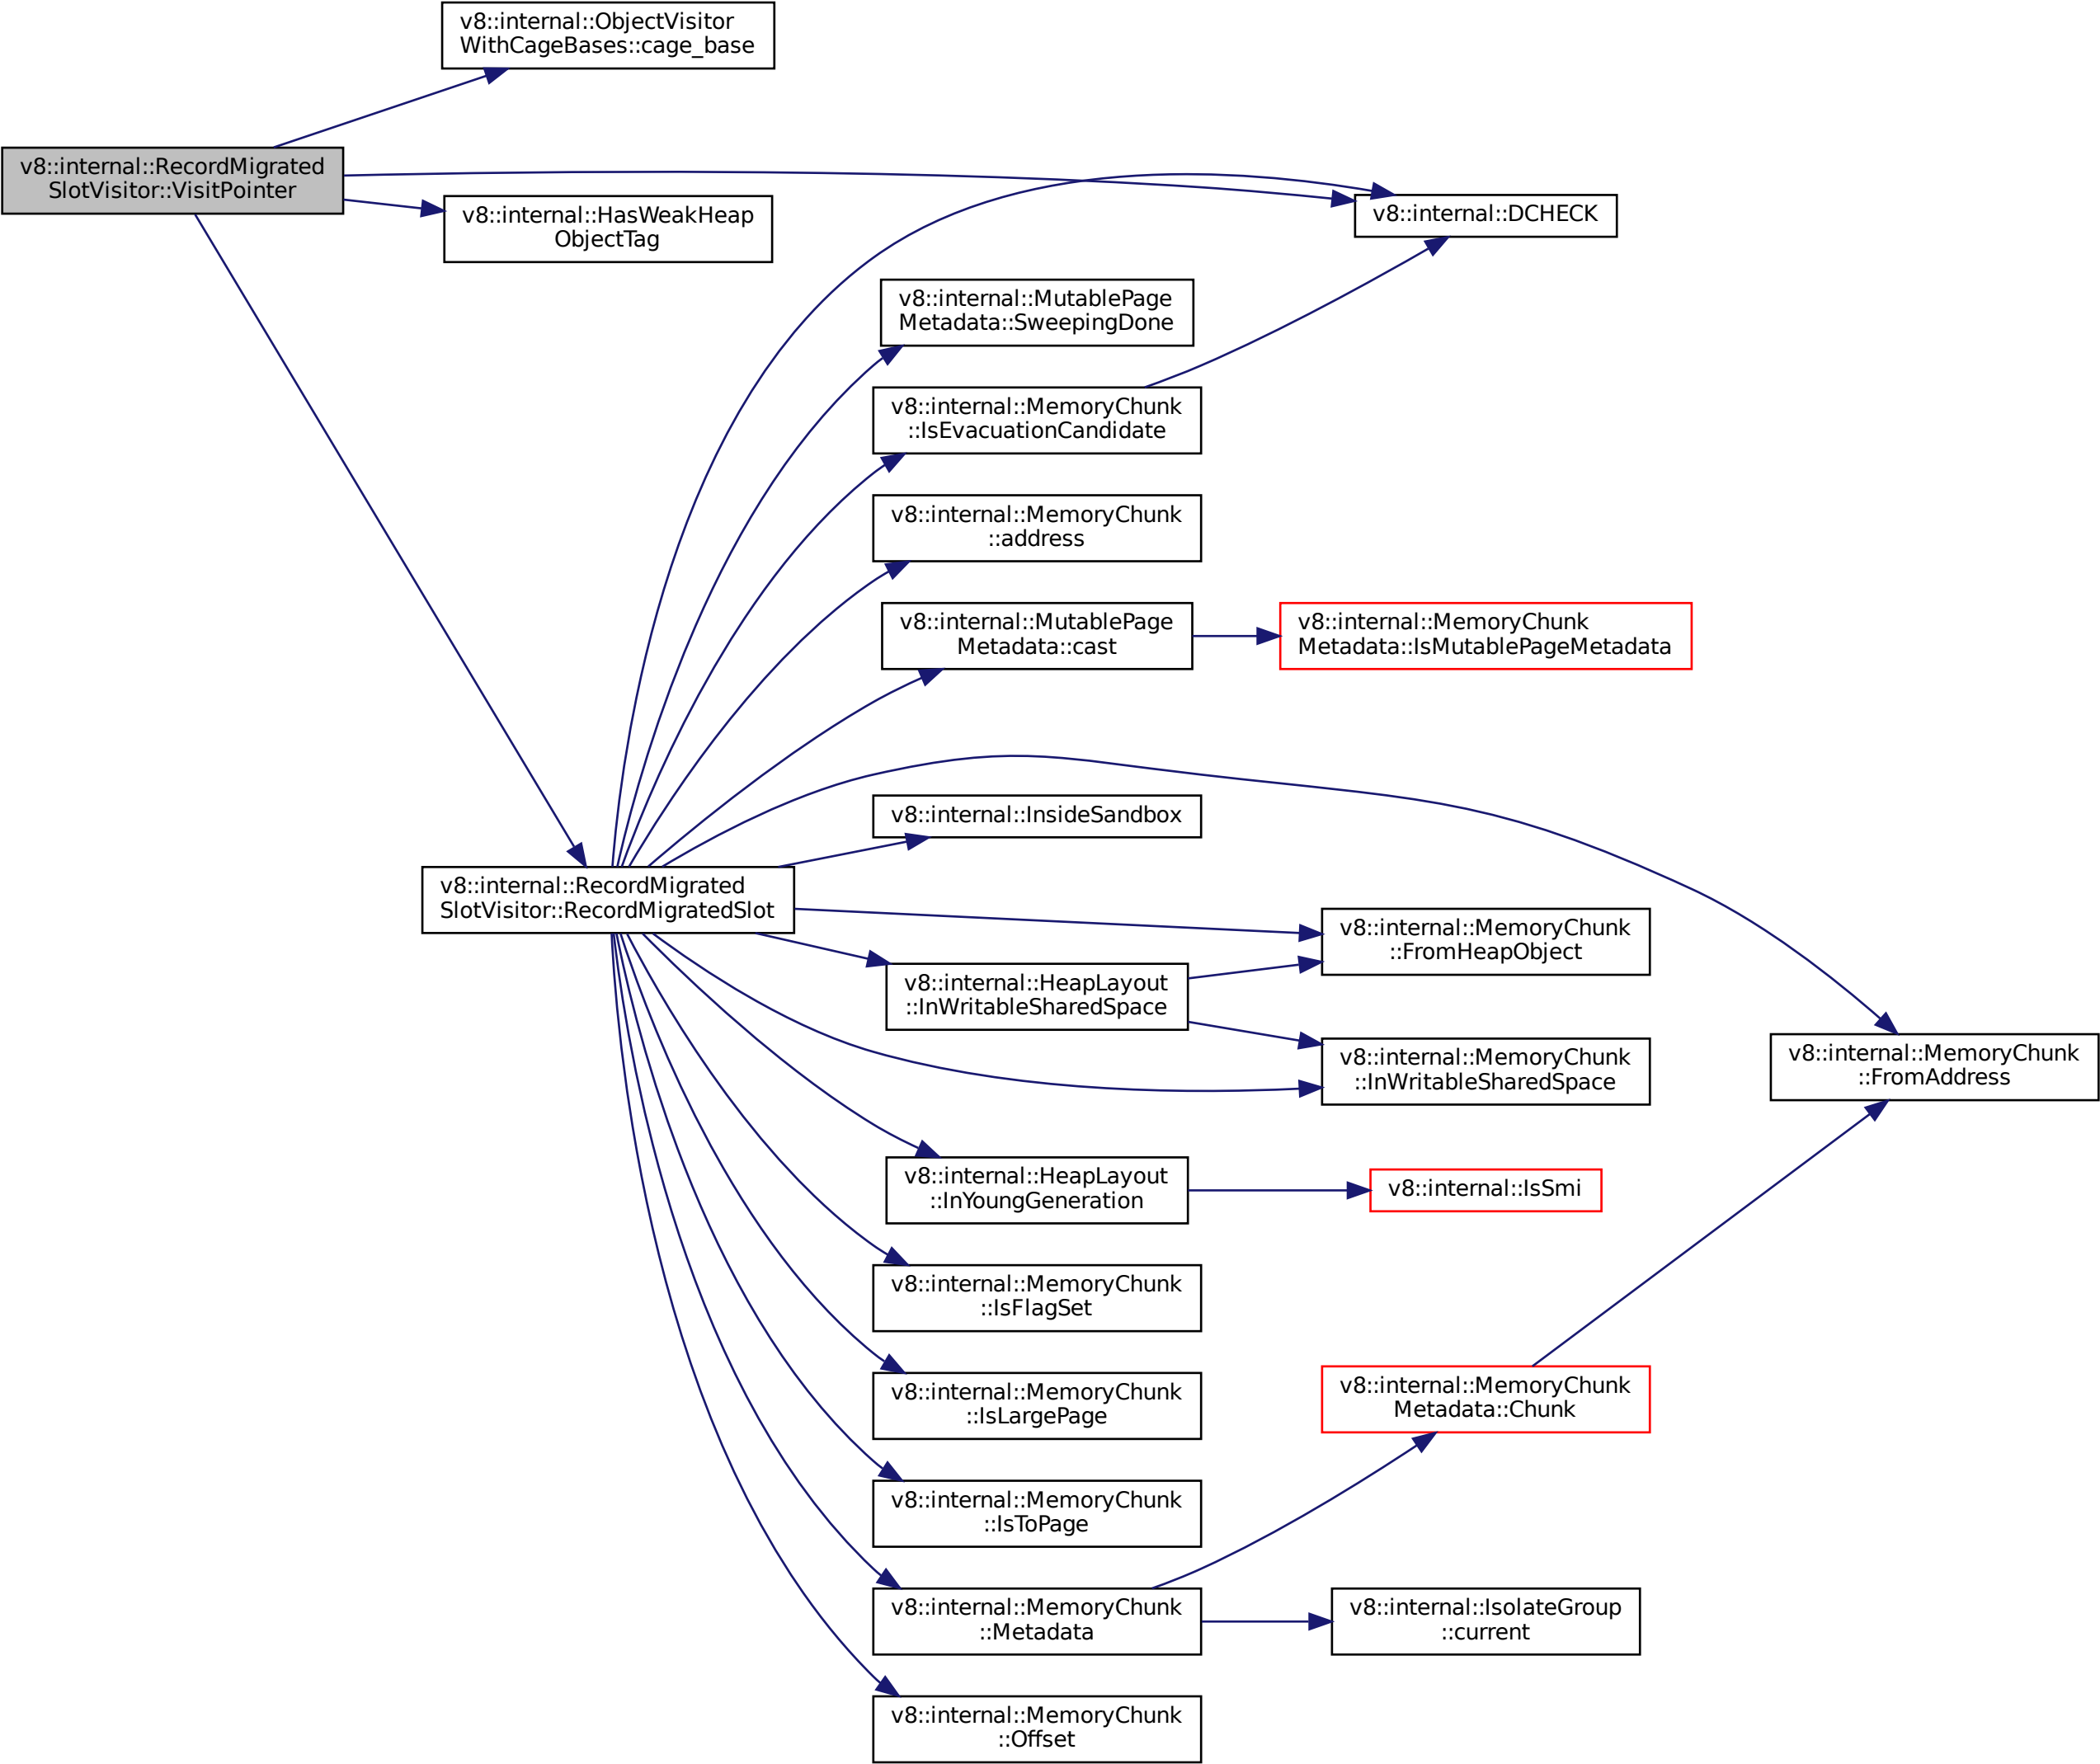 v8::internal::ObjectVisitor
WithCageBases::cage_base
v8::internal::RecordMigrated
SlotVisitor::VisitPointer
v8::internal::HasWeakHeap
ObjectTag
v8::internal::DCHECK
v8::internal::MutablePage
Metadata::SweepingDone
v8::internal::MemoryChunk
::IsEvacuationCandidate
v8::internal::MemoryChunk
::address
v8::internal::MutablePage
Metadata::cast
v8::internal::MemoryChunk
Metadata::IsMutablePageMetadata
v8::internal::InsideSandbox
v8::internal::RecordMigrated
SlotVisitor::RecordMigratedSlot
v8::internal::MemoryChunk
::FromHeapObject
v8::internal::HeapLayout
::InWritableSharedSpace
v8::internal::MemoryChunk
::InWritableSharedSpace
v8::internal::MemoryChunk
::FromAddress
v8::internal::HeapLayout
::InYoungGeneration
v8::internal::IsSmi
v8::internal::MemoryChunk
::IsFlagSet
v8::internal::MemoryChunk
::IsLargePage
v8::internal::MemoryChunk
Metadata::Chunk
v8::internal::MemoryChunk
::IsToPage
v8::internal::MemoryChunk
::Metadata
v8::internal::IsolateGroup
::current
v8::internal::MemoryChunk
::Offset